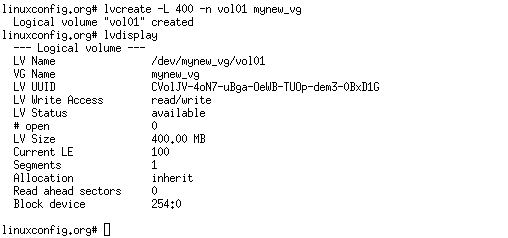 linuxconfig.org# lvcreate -L 400 -n vol01 mynew_vg
  Logical volume "vol01" created
linuxconfig.org# lvdisplay
  --- Logical volume ---
  LV Name                /dev/mynew_vg/vol01
  VG Name                mynew_vg
  LV UUID                CVolJV-4oN7-uBga-OeWB-TUOp-dem3-0BxD1G
  LV Write Access        read/write
  LV Status              available
  # open                 0
  LV Size                400.00 MB
  Current LE             100
  Segments               1
  Allocation             inherit
  Read ahead sectors     0
  Block device           254:0

linuxconfig.org#